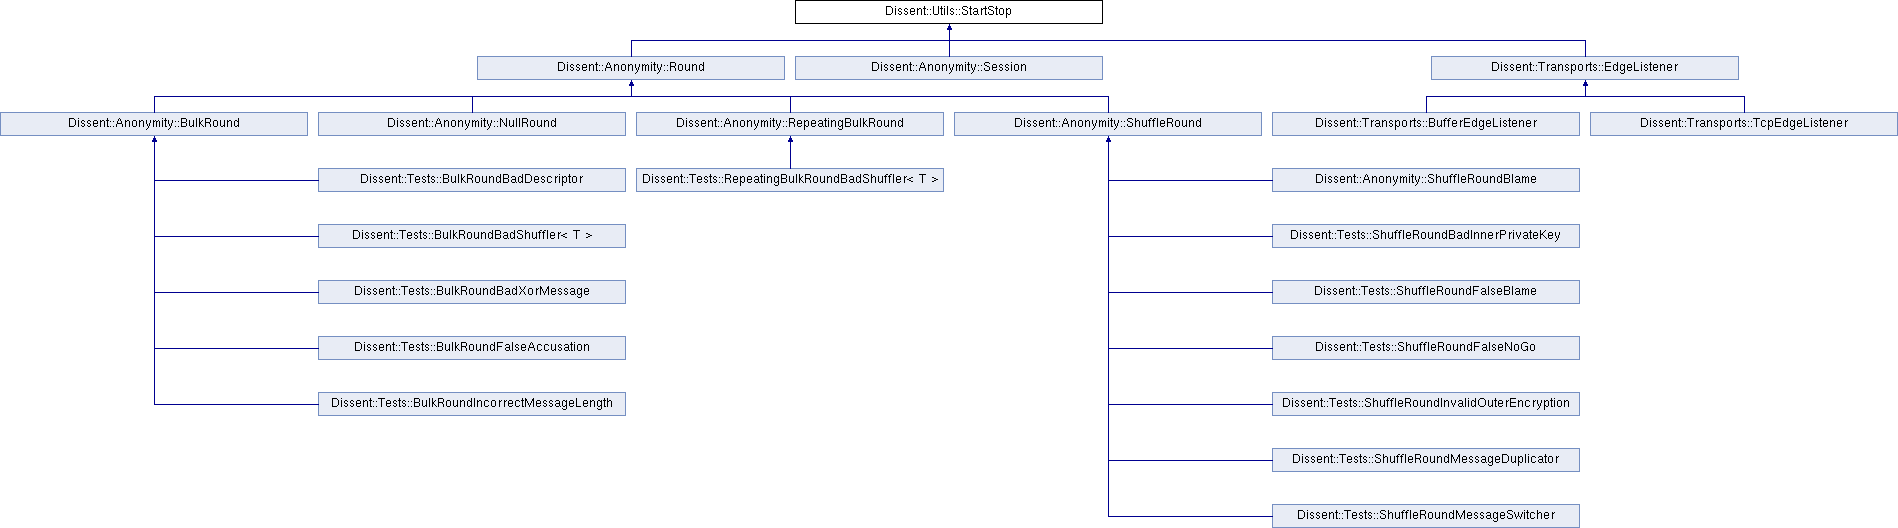 Dissent::Utils::StartStop
Dissent::Anonymity::Round
Dissent::Anonymity::Session
Dissent::Transports::EdgeListener
Dissent::Anonymity::BulkRound
Dissent::Anonymity::NullRound
Dissent::Anonymity::RepeatingBulkRound
Dissent::Anonymity::ShuffleRound
Dissent::Transports::BufferEdgeListener
Dissent::Transports::TcpEdgeListener
Dissent::Tests::BulkRoundBadDescriptor
Dissent::Tests::RepeatingBulkRoundBadShuffler< T >
Dissent::Anonymity::ShuffleRoundBlame
Dissent::Tests::BulkRoundBadShuffler< T >
Dissent::Tests::ShuffleRoundBadInnerPrivateKey
Dissent::Tests::BulkRoundBadXorMessage
Dissent::Tests::ShuffleRoundFalseBlame
Dissent::Tests::BulkRoundFalseAccusation
Dissent::Tests::ShuffleRoundFalseNoGo
Dissent::Tests::BulkRoundIncorrectMessageLength
Dissent::Tests::ShuffleRoundInvalidOuterEncryption
Dissent::Tests::ShuffleRoundMessageDuplicator
Dissent::Tests::ShuffleRoundMessageSwitcher